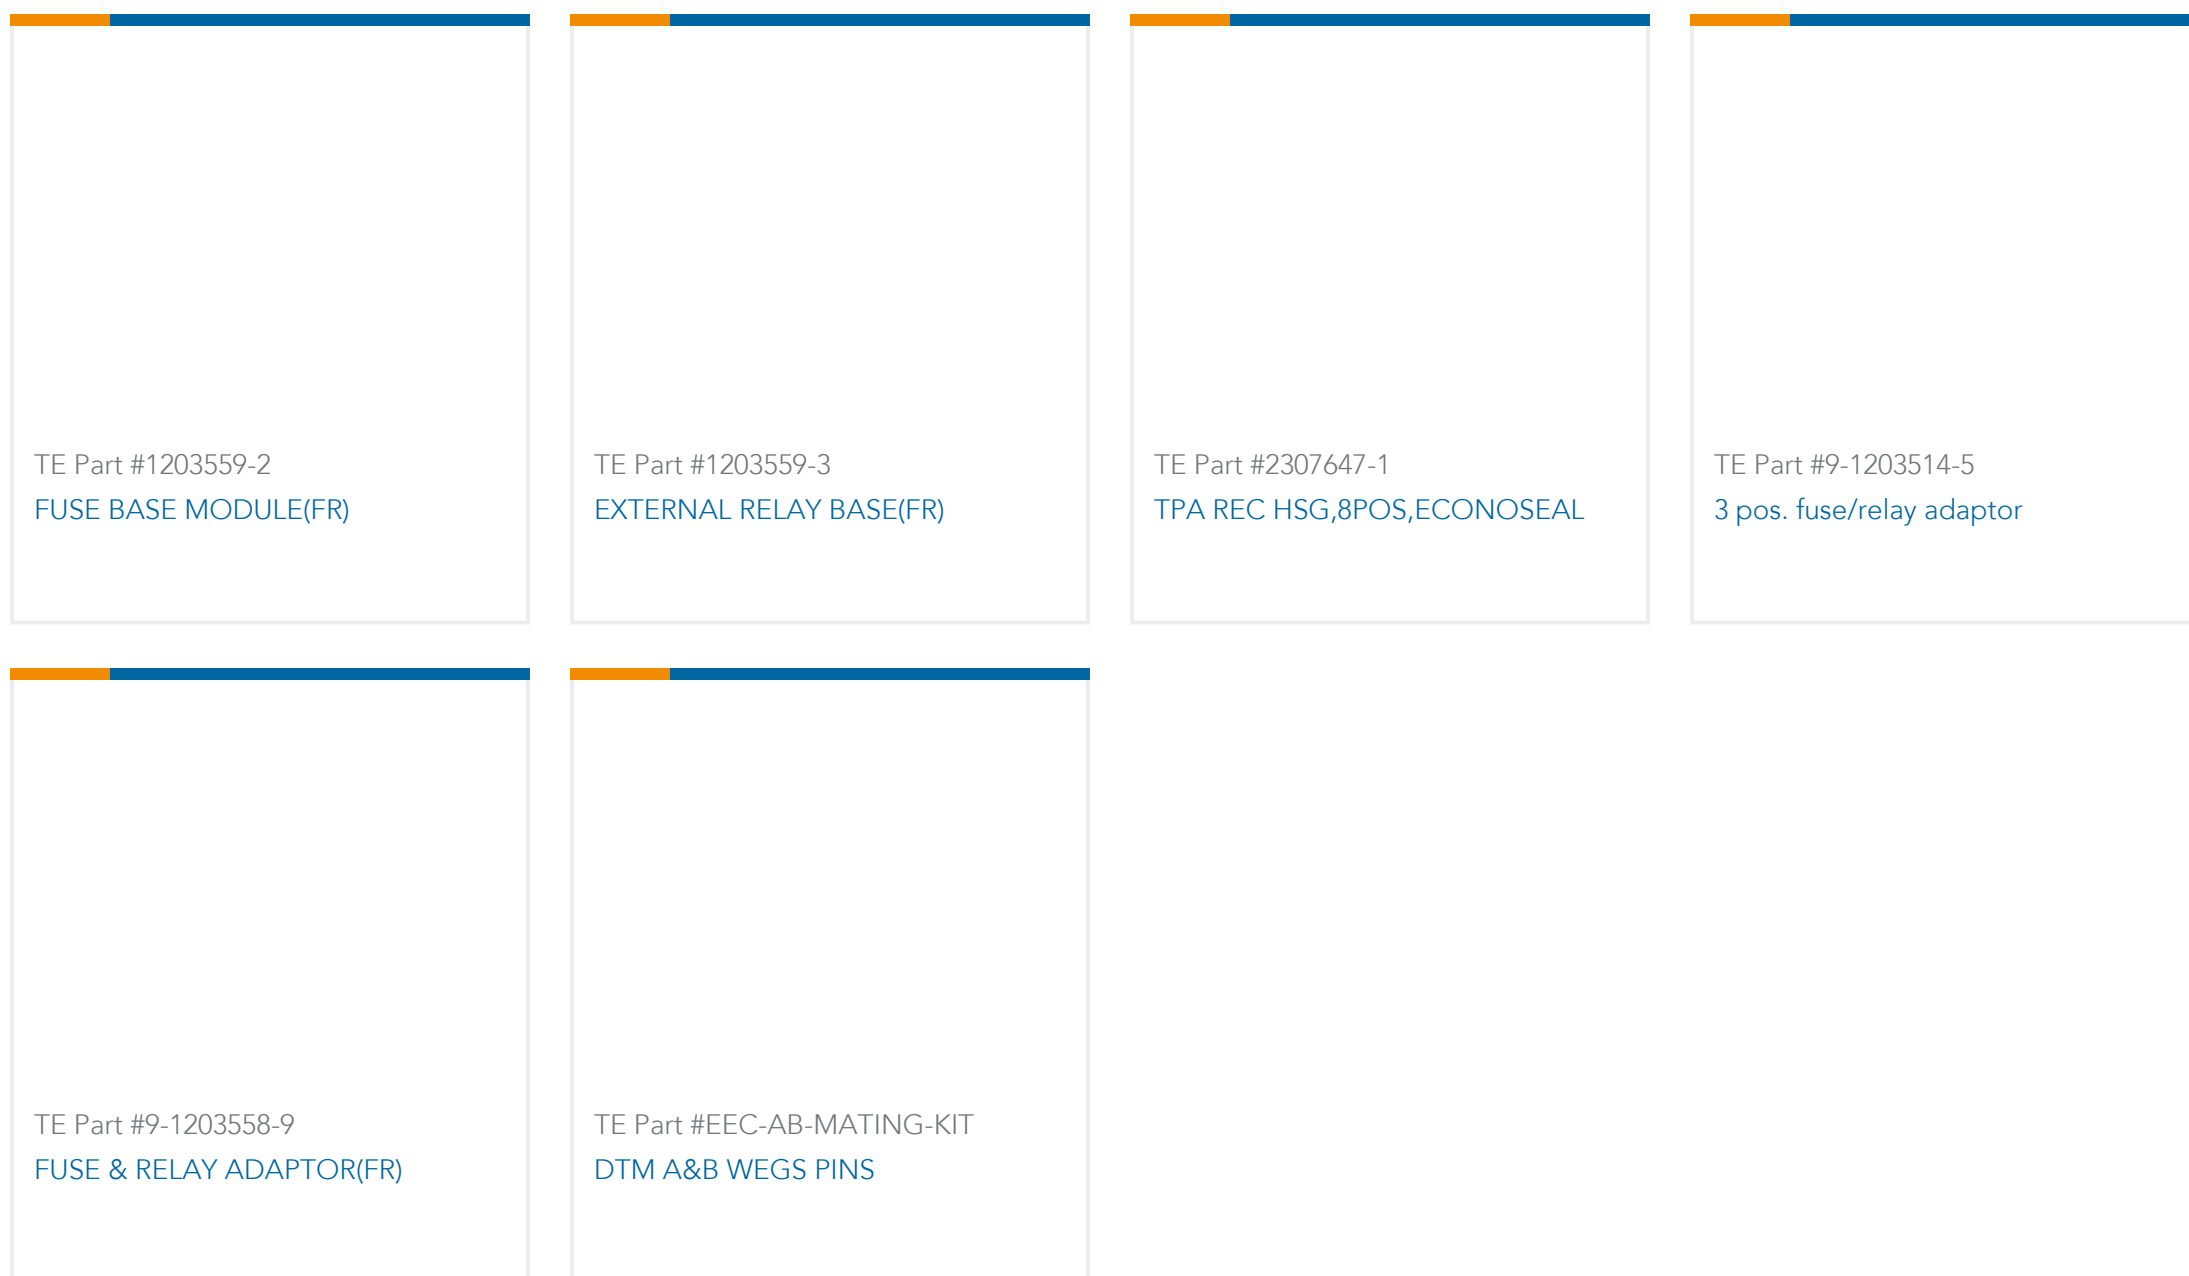 TE Part #1203559-2
FUSE BASE MODULE(FR)
TE Part #1203559-3
EXTERNAL RELAY BASE(FR)
TE Part #2307647-1
TPA REC HSG,8POS,ECONOSEAL
TE Part #9-1203514-5
3 pos. fuse/relay adaptor
TE Part #9-1203558-9
FUSE & RELAY ADAPTOR(FR)
TE Part #EEC-AB-MATING-KIT
DTM A&B WEGS PINS